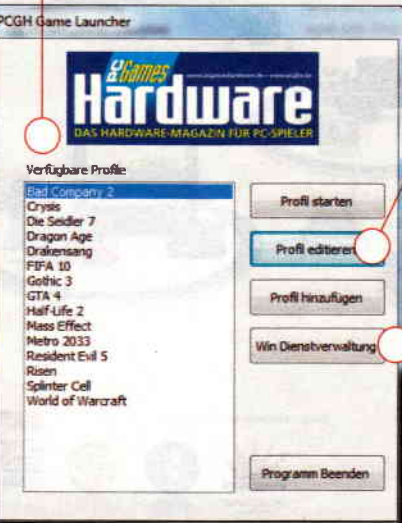 PCGH Game Launcher
PC Games
Hardware
DAS HARDWARE-MAGAZIN FÜR PC-SPIELER
Verfügbare Profile
Bad Company 2
Crysis
Die Seidler 7
Dragon Age
Drakensang
FIFA 10
Gothic 3
GTA 4
Half-Life 2
Mass Effect
Metro 2033
Resident Evil 5
Risen
Splinter Cell
World of Warcraft
Profil starten
Profil editieren
Profil hinzufügen
Win Dienstverwaltung
Programm Beenden